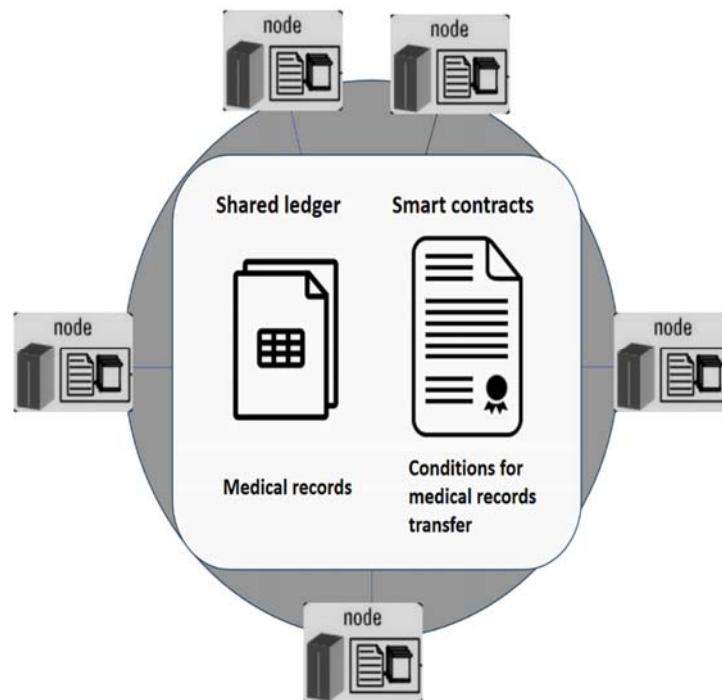 node
node
Shared ledger
Smart contracts
node
node
Medical records
Conditions for
medical records
transfer
node